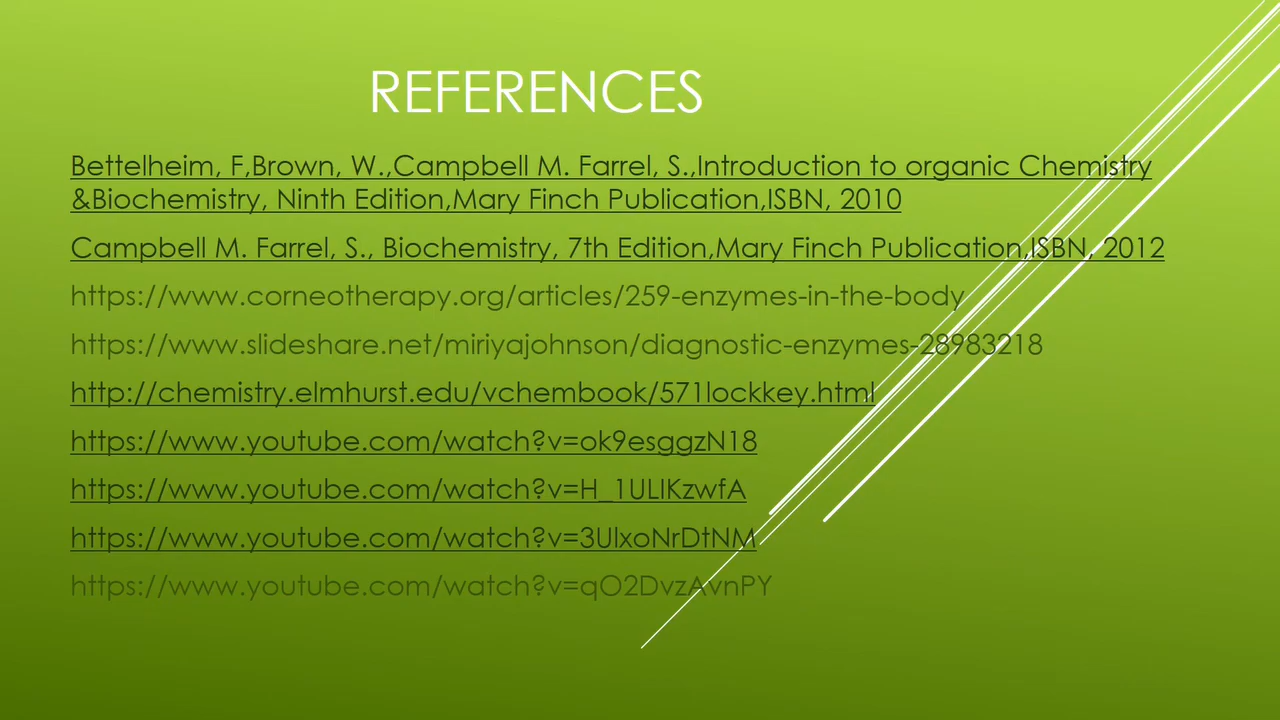 REFERENCES
Bettelheim, F,Brown, W.,Campbell M. Farrel, S.,Introduction to organic Chemistry
&Biochemistry, Ninth Edition,Mary Finch Publication,ISBN, 2010
Campbell M. Farrel, S., Biochemistry, 7th Edition,Mary Finch Publication,ISBN, 2012
https://www.corneotherapy.org/articles/259-enzymes-in-the-body
https://www.slideshare.net/miriyajohnson/diagnostic-enzymes-28983218
http://chemistry.elmhurst.edu/vchembook/571lockkey.html
https://www.youtube.com/watch?v=ok9esggzN18
https://www.youtube.com/watch?v=H_1ULlKzwfA
https://www.youtube.com/watch?v=3UlxoNrDtNM
https://www.youtube.com/watch?v=qO2DvzAvnPY